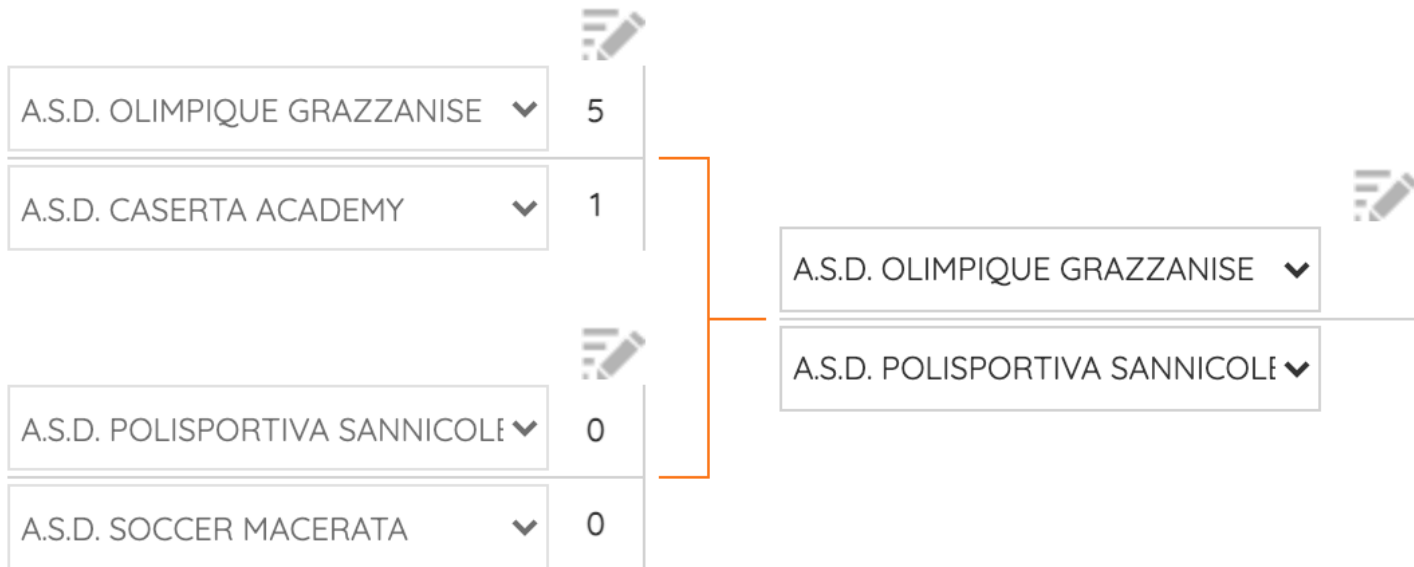 A.S.D. OLIMPIQUE GRAZZANISE 5
A.S.D. CASERTA ACADEMY 1
A.S.D. POLISPORTIVA SANNICOLE 0
A.S.D. SOCCER MACERATA 0
A.S.D. OLIMPIQUE GRAZZANISE
A.S.D. POLISPORTIVA SANNICOLE